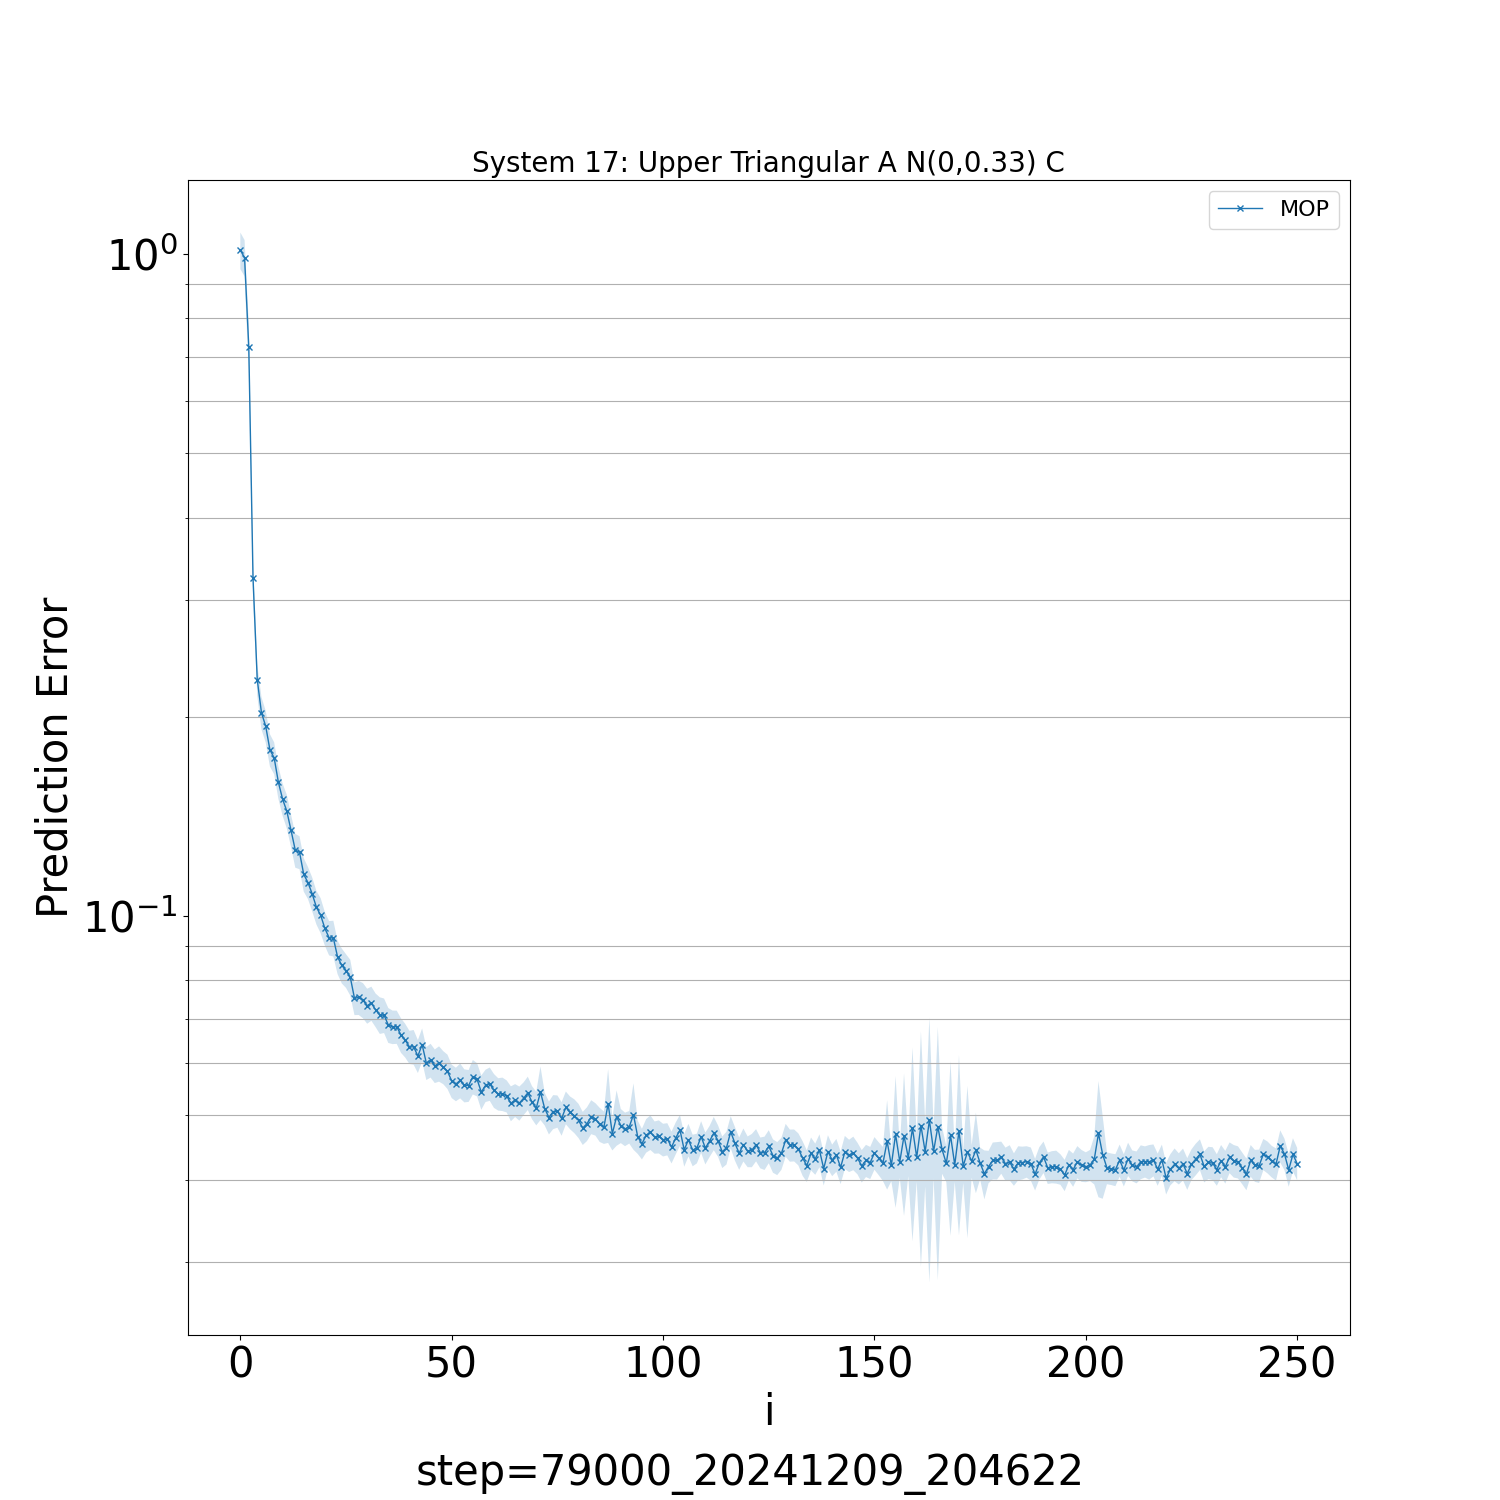 System 17: Upper Triangular A N(0,0.33) C
MOP
10⁰
10⁻¹
Prediction Error
0 50 100 150 200 250
i
step=79000_20241209_204622